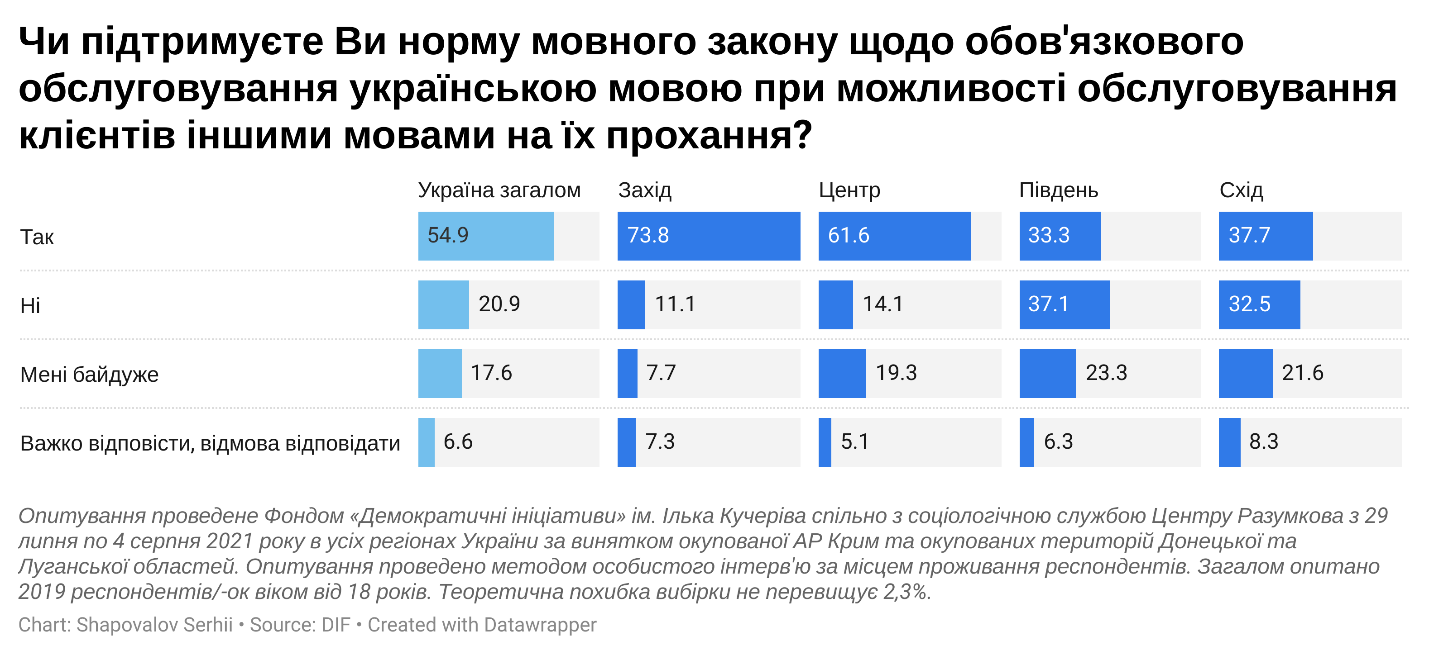 Чи підтримуєте Ви норму мовного закону щодо обов'язкового
обслуговування українською мовою при можливості обслуговування
клієнтів іншими мовами на їх прохання?
Україна загалом Захід Центр Південь Схід
Так 54.9 73.8 61.6 33.3 37.7
Ні 20.9 11.1 14.1 37.1 32.5
Мені байдуже 17.6 7.7 19.3 23.3 21.6
Важко відповісти, відмова відповідати 6.6 7.3 5.1 6.3 8.3
Опитування проведене Фондом «Демократичні ініціативи» ім. Ілька Кучеріва спільно з соціологічною службою Центру Разумкова з 29
липня по 4 серпня 2021 року в усіх регіонах України за винятком окупованої АР Крим та окупованих територій Донецької та
Луганської областей. Опитування проведено методом особистого інтерв'ю за місцем проживання респондентів. Загалом опитано
2019 респондентів/-ок віком від 18 років. Теоретична похибка вибірки не перевищує 2,3%.
Chart: Shapovalov Serhii • Source: DIF • Created with Datawrapper